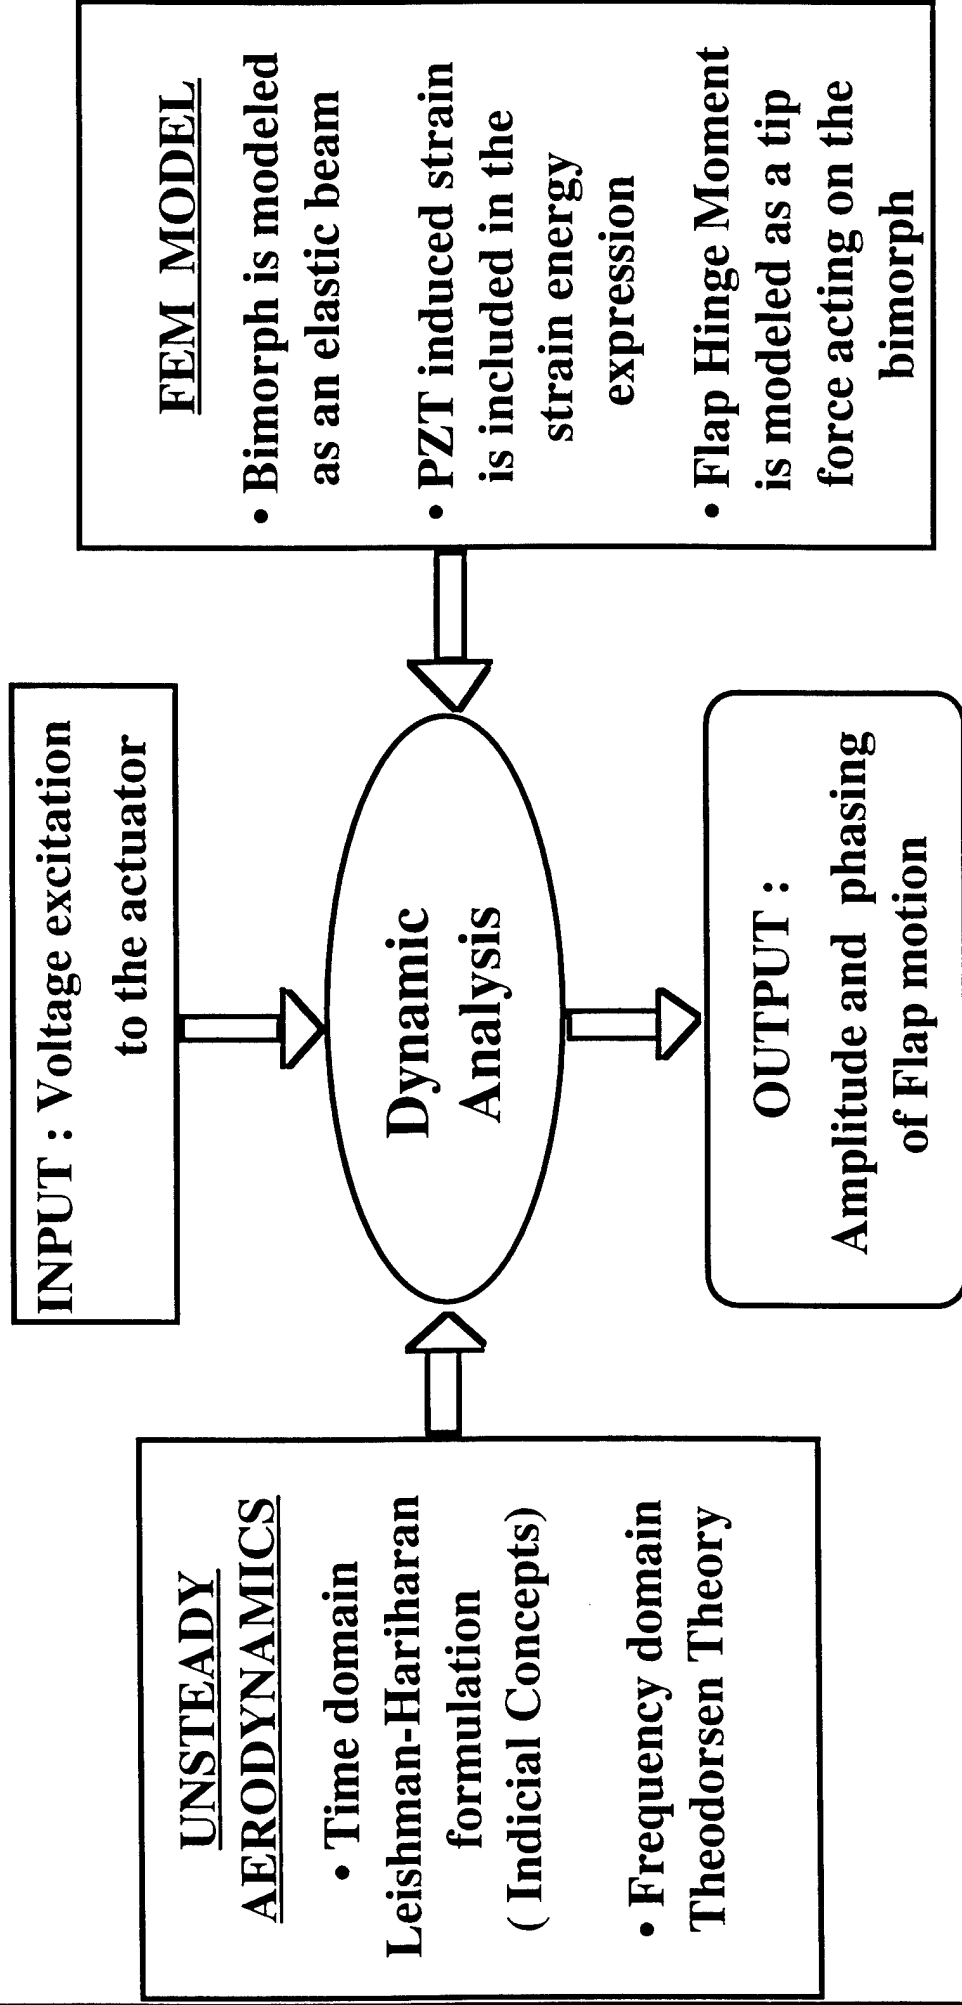 INPUT : Voltage excitation
to the actuator
UNSTEADY
AERODYNAMICS
• Time domain
Leishman-Hariharan
formulation
( Indicial Concepts)
• Frequency domain
Theodorsen Theory
Dynamic
Analysis
FEM MODEL
• Bimorph is modeled
as an elastic beam
• PZT induced strain
is included in the
strain energy
expression
• Flap Hinge Moment
is modeled as a tip
force acting on the
bimorph
OUTPUT :
Amplitude and phasing
of Flap motion